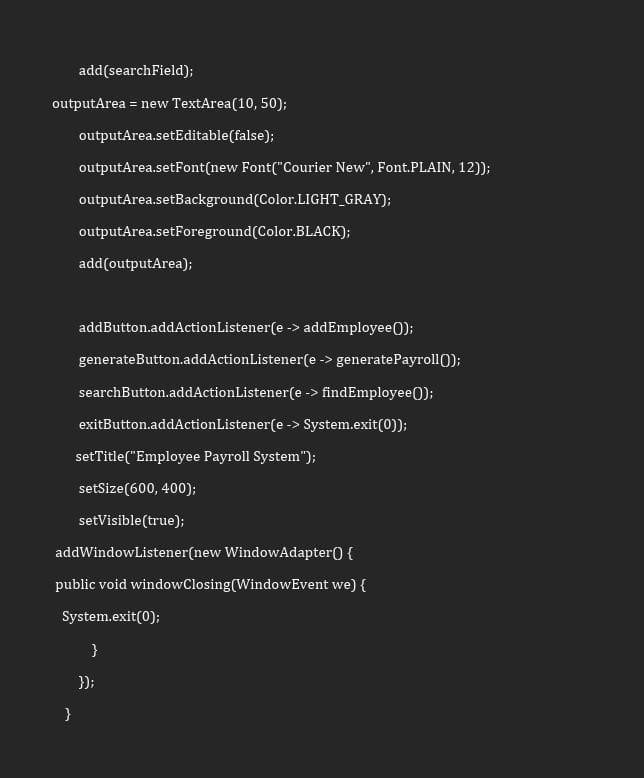 add(searchField);
outputArea = new TextArea(10, 50);
outputArea.setEditable(false);
outputArea.setFont(new Font("Courier New", Font.PLAIN, 12));
outputArea.setBackground(Color.LIGHT_GRAY);
outputArea.setForeground(Color.BLACK);
add(outputArea);
addButton.addActionListener(e -> addEmployee());
generateButton.addActionListener(e -> generatePayroll());
searchButton.addActionListener(e -> findEmployee());
exitButton.addActionListener(e -> System.exit(0));
setTitle("Employee Payroll System");
setSize(600, 400);
setVisible(true);
addWindowListener(new WindowAdapter() {
public void windowClosing(WindowEvent we) {
System.exit(0);
}
});
}